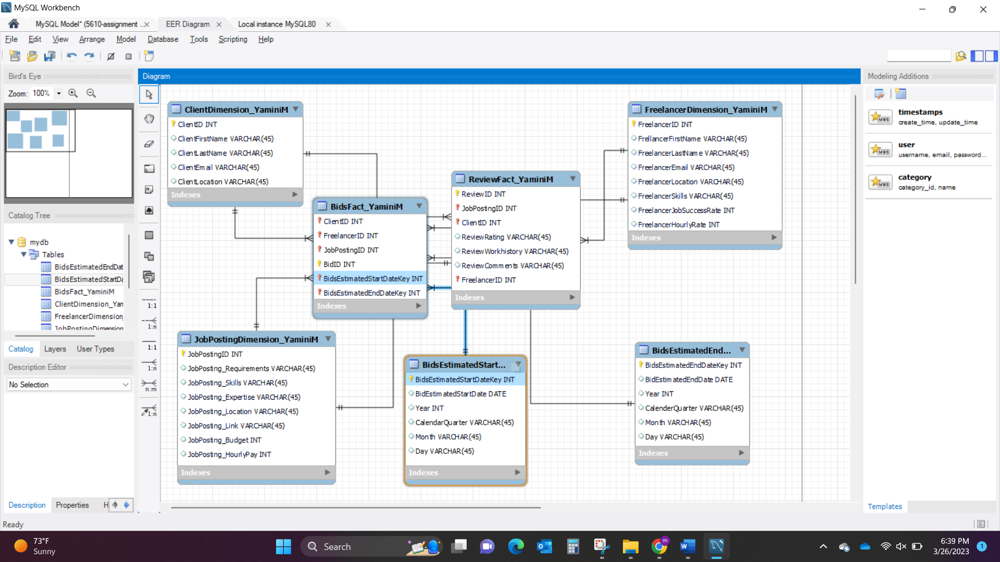 MySQL Workbench
MySQL Model* (5610-assignment ...
EER Diagram
Local instance MySQL80
File Edit View Arrange Model Database Tools Scripting Help
Bird's Eye
Zoom: 100%
Catalog Tree
mydb
Tables
BidsEstimatedEndDat
BidsEstimatedStartDa
BidsFact_YaminiM
ClientDimension_Yam
FreelancerDimension_
JobPostingDimension
Catalog Layers User Types
Description Editor
No Selection
Description Properties H
Ready
Diagram
1:1
1:n
1:1
1:n
n:m
1:n
ClientDimension_YaminiM
ClientID INT
ClientFirstName VARCHAR(45)
ClientLastName VARCHAR(45)
ClientEmail VARCHAR(45)
ClientLocation VARCHAR(45)
Indexes
BidsFact_YaminiM
ClientID INT
FreelancerID INT
JobPostingID INT
BidID INT
BidsEstimatedStartDateKey INT
BidsEstimatedEndDateKey INT
Indexes
ReviewFact_YaminiM
ReviewID INT
JobPostingID INT
ClientID INT
ReviewRating VARCHAR(45)
ReviewWorkhistory VARCHAR(45)
ReviewComments VARCHAR(45)
FreelancerID INT
Indexes
FreelancerDimension_YaminiM
FreelancerID INT
FrellancerFirstName VARCHAR(45)
FreelancerLastName VARCHAR(45)
FreelancerEmail VARCHAR(45)
FreelancerLocation VARCHAR(45)
FreelancerSkills VARCHAR(45)
FreelancerJobSuccessRate INT
FreelancerHourlyRate INT
Indexes
JobPostingDimension_YaminiM
JobPostingID INT
JobPosting_Requirements VARCHAR(45)
JobPosting_Skills VARCHAR(45)
JobPosting_Expertise VARCHAR(45)
JobPosting_Location VARCHAR(45)
JobPosting_Link VARCHAR(45)
JobPosting_Budget INT
JobPosting_HourlyPay INT
Indexes
BidsEstimatedStart...
BidsEstimatedStartDateKey INT
BidEstimatedStartDate DATE
Year INT
CalendarQuarter VARCHAR(45)
Month VARCHAR(45)
Day VARCHAR(45)
Indexes
BidsEstimatedEnd...
BidsEstimatedEndDateKey INT
BidEstimatedEndDate DATE
Year INT
CalenderQuarter VARCHAR(45)
Month VARCHAR(45)
Day VARCHAR(45)
Indexes
Modeling Additions
MWB
timestamps
create_time, update_time
MWB
user
username, email, password...
MWB
category
category_id, name
Templates
73°F
Sunny
Search
m
6:39 PM
3/26/2023
1